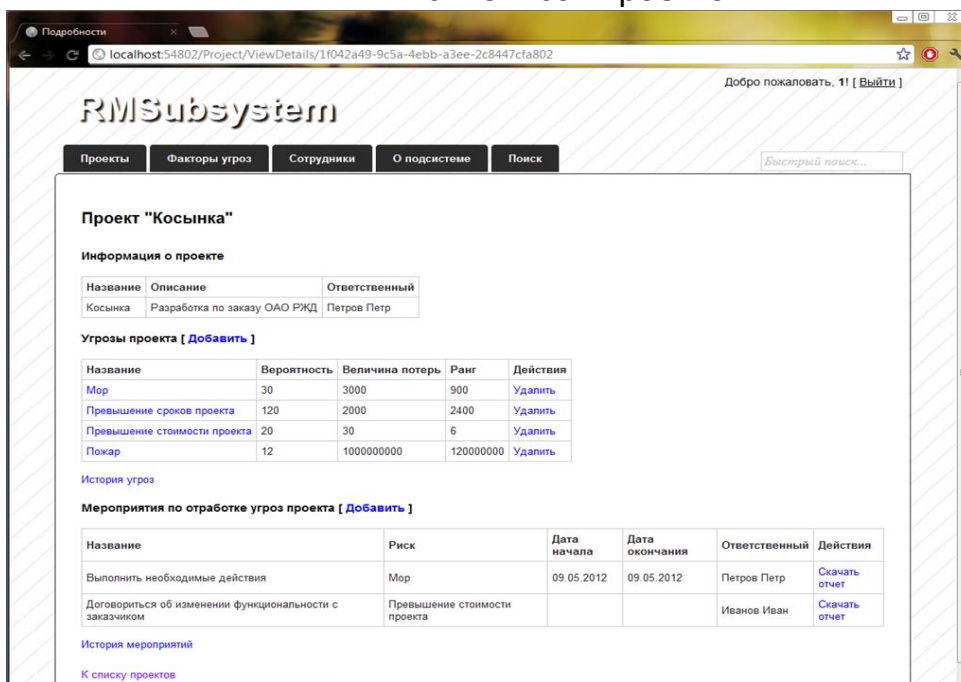 Подробности
localhost:54802/Project/ViewDetails/1f042a49-9c5a-4ebb-a3ee-2c8447cfa802
Добро пожаловать, 1! [ Выйти ]
RMSubsystem
Проекты Факторы угроз Сотрудники О подсистеме Поиск Быстрый поиск...
Проект "Косынка"
Информация о проекте
Название Описание Ответственный
Косынка Разработка по заказу ОАО РЖД Петров Петр
Угрозы проекта [ Добавить ]
Название Вероятность Величина потерь Ранг Действия
Мор 30 3000 900 Удалить
Превышение сроков проекта 120 2000 2400 Удалить
Превышение стоимости проекта 20 30 6 Удалить
Пожар 12 1000000000 120000000 Удалить
История угроз
Мероприятия по отработке угроз проекта [ Добавить ]
Название Риск Дата начала Дата окончания Ответственный Действия
Выполнить необходимые действия Мор 09.05.2012 09.05.2012 Петров Петр Скачать отчет
Договориться об изменении функциональности с заказчиком Превышение стоимости проекта Иванов Иван Скачать отчет
История мероприятий
К списку проектов